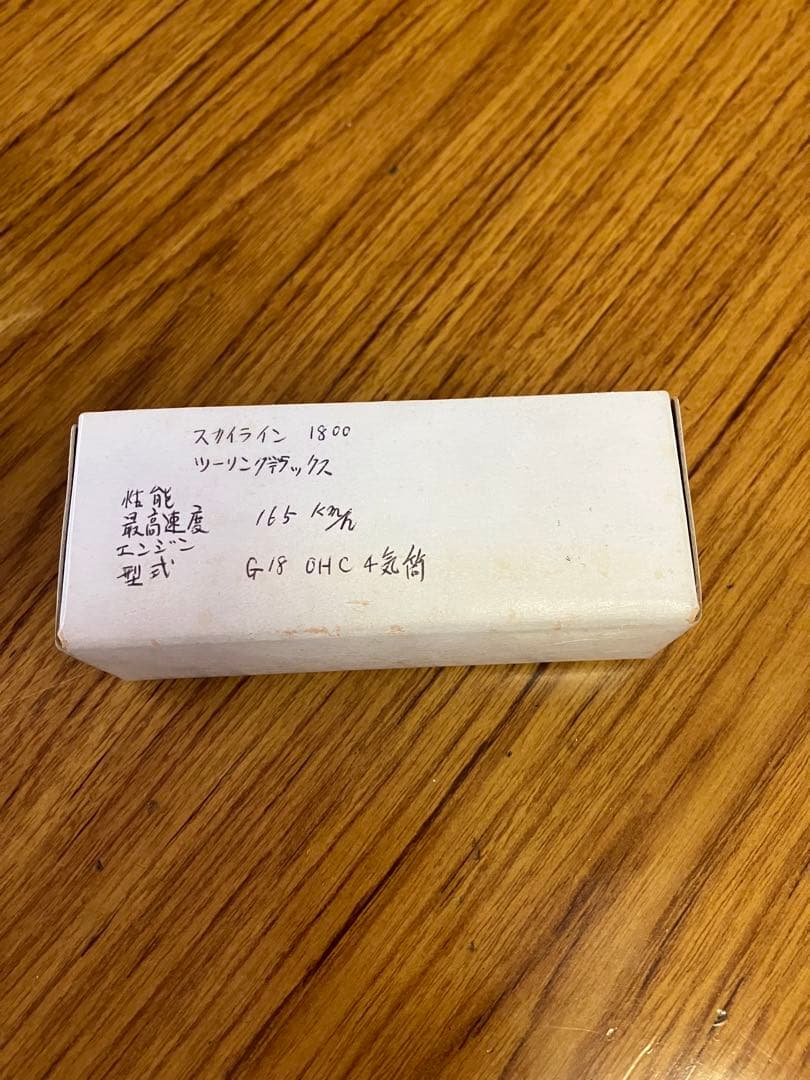 スカイライン 1800
ツーリングデラックス
性能
最高速度 165 km/h
エンジン
型式 G18 OHC 4気筒